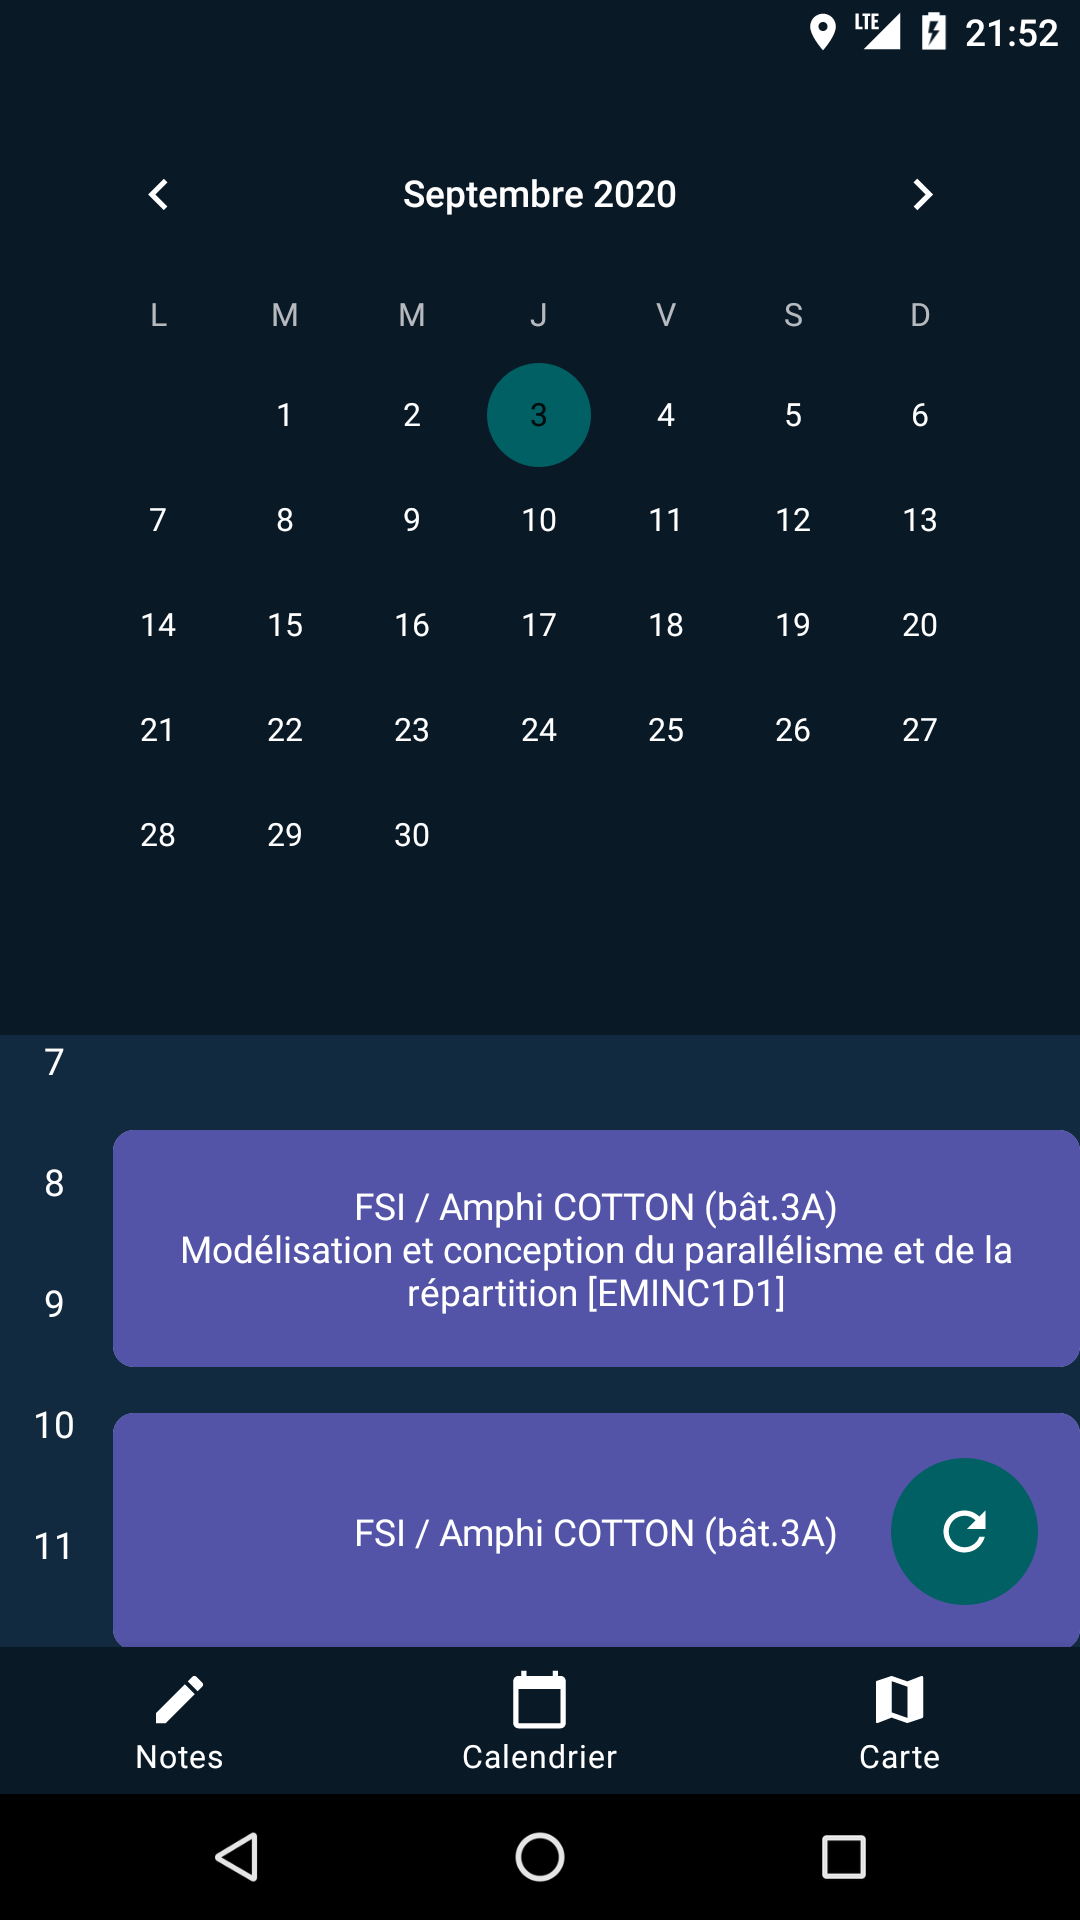 LTE 21:52
Septembre 2020
L M M J V S D
1 2 3 4 5 6
7 8 9 10 11 12 13
14 15 16 17 18 19 20
21 22 23 24 25 26 27
28 29 30
7
8
FSI / Amphi COTTON (bât.3A)
Modélisation et conception du parallélisme et de la
répartition [EMINC1D1]
9
10
11
FSI / Amphi COTTON (bât.3A)
Notes Calendrier Carte